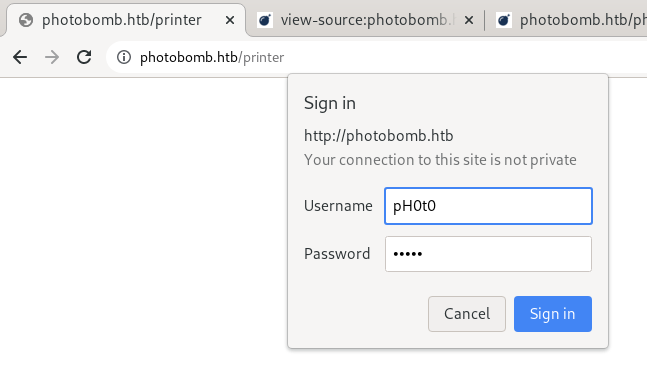 photobomb.htb/printer
view-source:photobomb.
photobomb.htb/ph
photobomb.htb/printer
Sign in
http://photobomb.htb
Your connection to this site is not private
Username pH0t0
Password •••••
Cancel Sign in